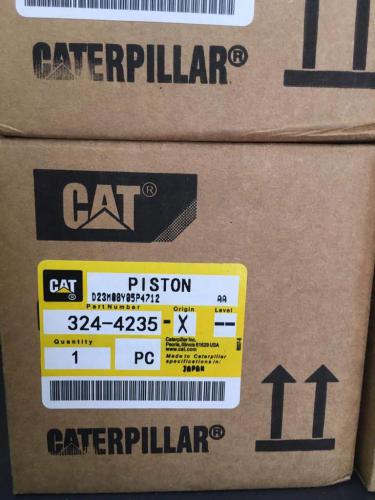 CATERPILLAR®
CAT®
CAT® PISTON
D23M08Y05P4712 AA
Part Number Origin Level
324-4235-X --
Quantity
1 PC
Caterpillar Inc.
Peoria, Illinois 61629 USA
www.cat.com
Made to Caterpillar
specifications in:
JAPAN
CATERPILLAR®